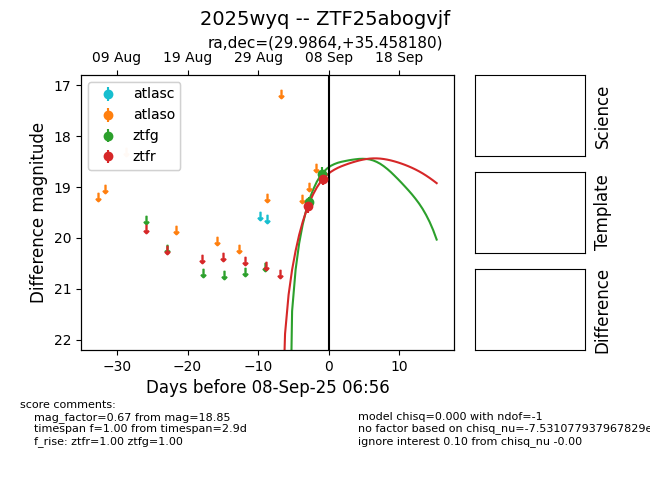 2025wyq -- ZTF25abogvjf
ra,dec=(29.9864,+35.458180)
09 Aug 19 Aug 29 Aug 08 Sep 18 Sep
17
18
19
20
21
22
Difference magnitude
atlasc
atlaso
ztfg
ztfr
−30 −20 −10 0 10
Days before 08-Sep-25 06:56
Science
Template
Difference
score comments:
mag_factor=0.67 from mag=18.85
timespan f=1.00 from timespan=2.9d
f_rise: ztfr=1.00 ztfg=1.00
model chisq=0.000 with ndof=-1
no factor based on chisq_nu=-7.531077937967829e
ignore interest 0.10 from chisq_nu -0.00